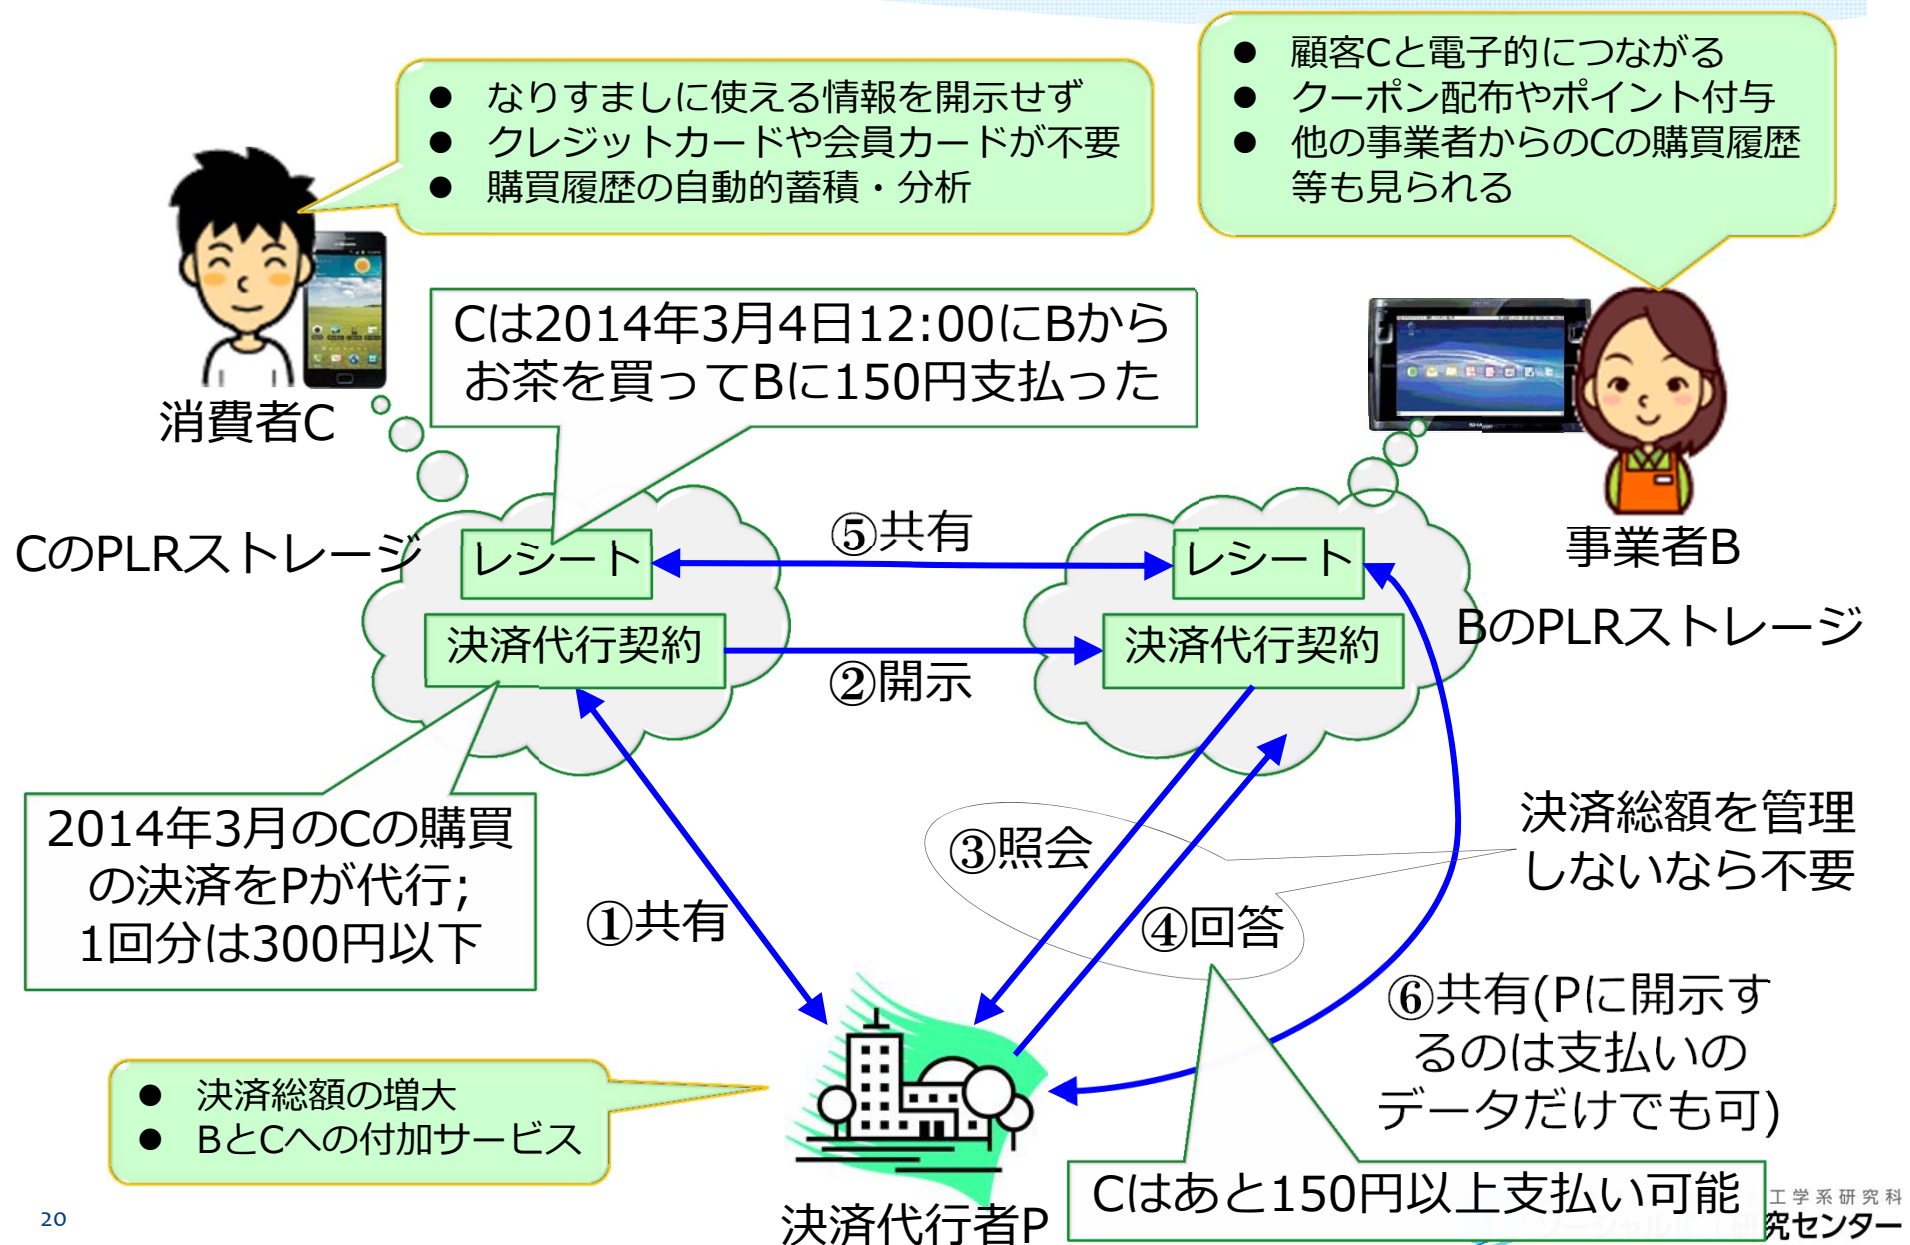 ● なりすましに使える情報を開示せず
● クレジットカードや会員カードが不要
● 購買履歴の自動的蓄積・分析
● 顧客Cと電子的につながる
● クーポン配布やポイント付与
● 他の事業者からのCの購買履歴
等も見られる
消費者C
Cは2014年3月4日12:00にBから
お茶を買ってBに150円支払った
事業者B
CのPLRストレージ
レシート
⑤共有
レシート
BのPLRストレージ
決済代行契約
②開示
決済代行契約
2014年3月のCの購買
の決済をPが代行;
1回分は300円以下
①共有
③照会
④回答
決済総額を管理
しないなら不要
⑥共有(Pに開示す
るのは支払いの
データだけでも可)
● 決済総額の増大
● BとCへの付加サービス
決済代行者P
Cはあと150円以上支払い可能
20
工学系研究科
究センター